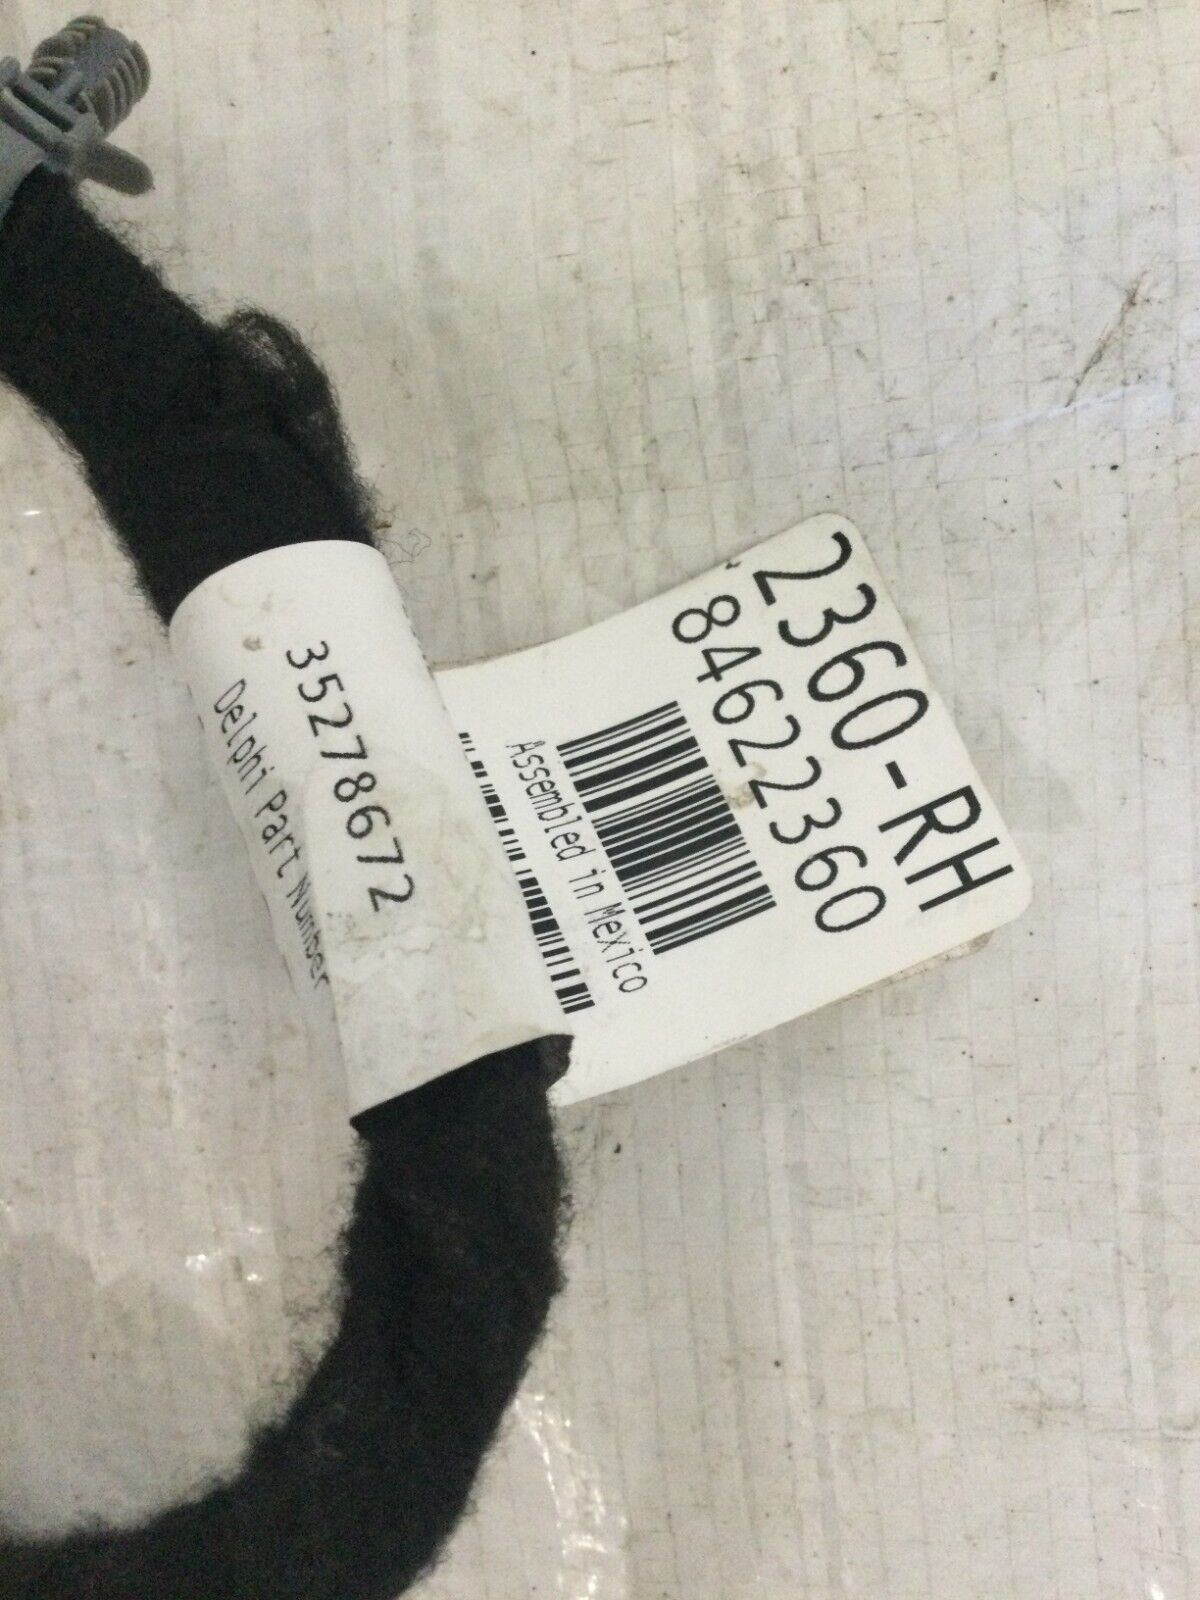 2360-RH
84622360
Assembled in Mexico
35278672
Delphi Part Number